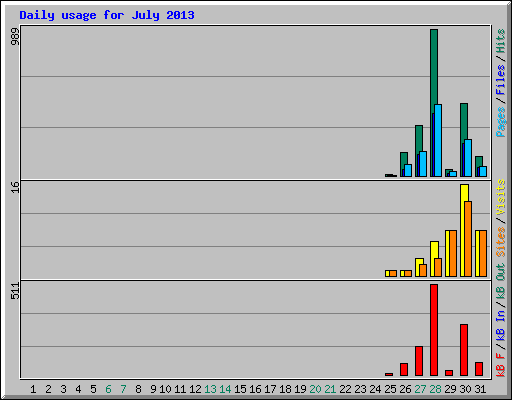 Daily usage for July 2013
989
16
511
Pages / Files / Hits
Sites / Visits
kB F / kB In / kB Out
1 2 3 4 5 6 7 8 9 10 11 12 13 14 15 16 17 18 19 20 21 22 23 24 25 26 27 28 29 30 31